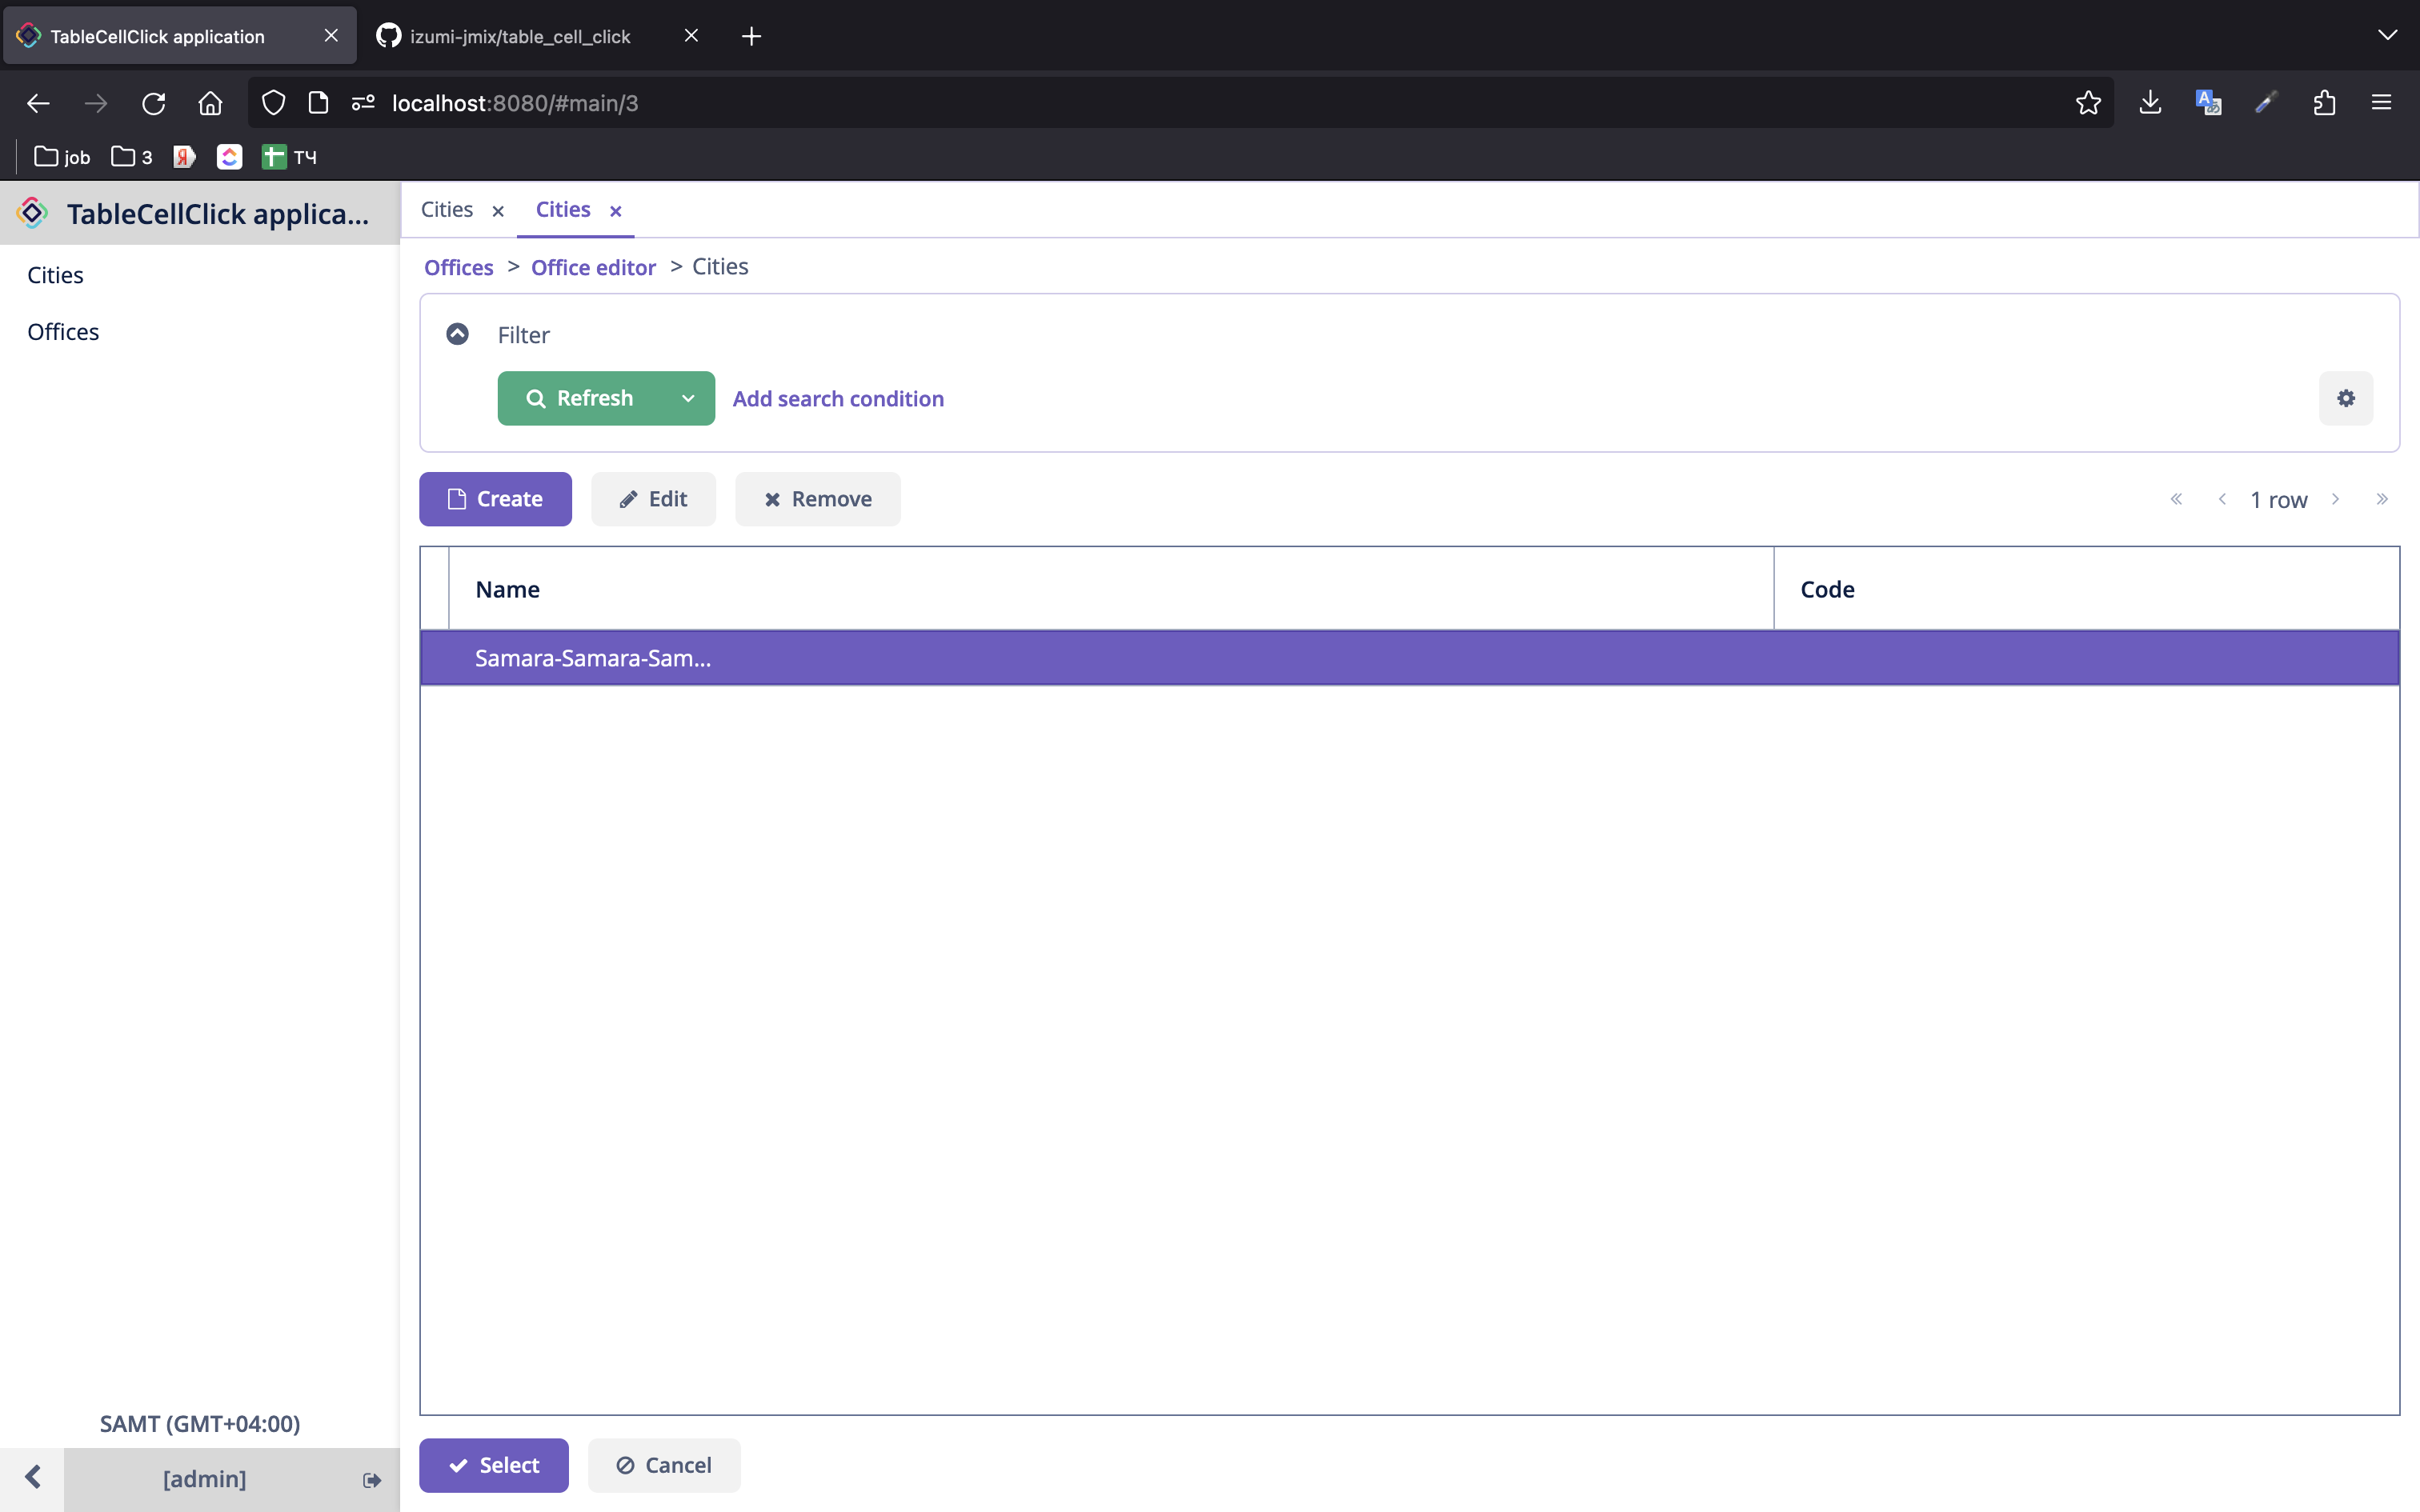 TableCellClick application
izumi-jmix/table_cell_click
localhost:8080/#main/3
job
3
Я
ТЧ
TableCellClick applica...
Cities
Offices
SAMT (GMT+04:00)
[admin]
Cities
Cities
Offices > Office editor > Cities
Filter
Refresh
Add search condition
Create
Edit
Remove
1 row
Name
Code
Samara-Samara-Sam...
Select
Cancel